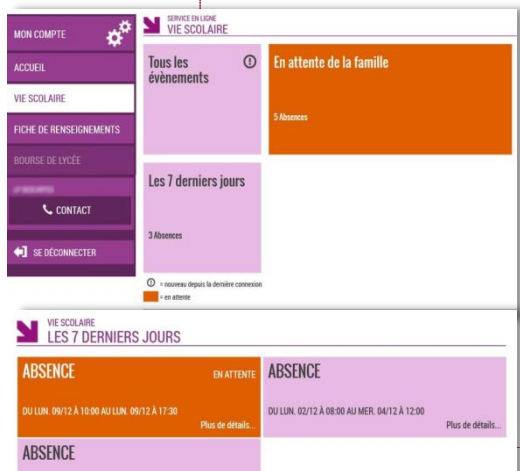 MON COMPTE
ACCUEIL
VIE SCOLAIRE
FICHE DE RENSEIGNEMENTS
BOURSE DE LYCÉE
CONTACT
SE DÉCONNECTER
SERVICE EN LIGNE
VIE SCOLAIRE
Tous les
évènements
En attente de la famille
5 Absences
Les 7 derniers jours
3 Absences
= nouveau depuis la dernière connexion
= en attente
VIE SCOLAIRE
LES 7 DERNIERS JOURS
ABSENCE
EN ATTENTE
DU LUN. 09/12 À 10:00 AU LUN. 09/12 À 17:30
Plus de détails...
ABSENCE
DU LUN. 02/12 À 08:00 AU MER. 04/12 À 12:00
Plus de détails...
ABSENCE